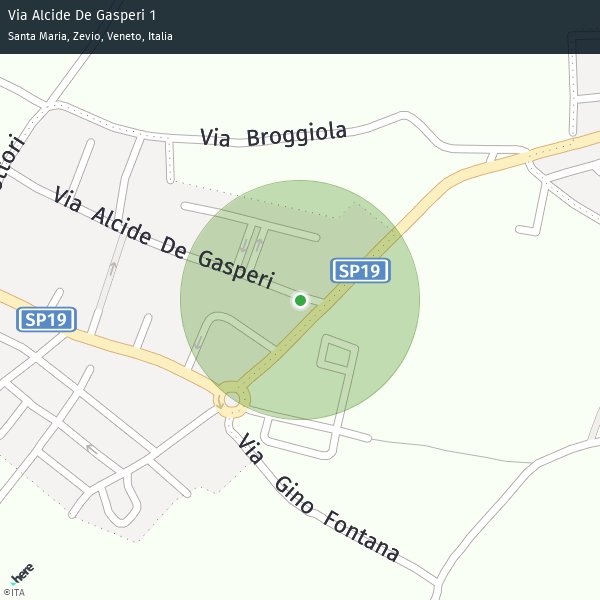 Via Alcide De Gasperi 1
Santa Maria, Zevio, Veneto, Italia
Via Broggiola
Via Alcide De Gasperi
SP19
SP19
Via Gino Fontana
here
©ITA